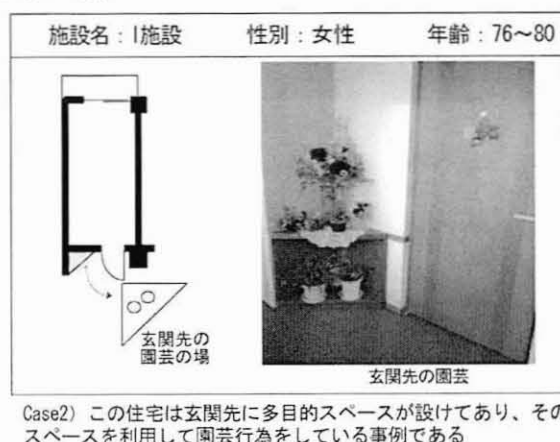 施設名：I施設 性別：女性 年齢：76～80
玄関先の
園芸の場
玄関先の園芸
Case2) この住宅は玄関先に多目的スペースが設けてあり、その
スペースを利用して園芸行為をしている事例である